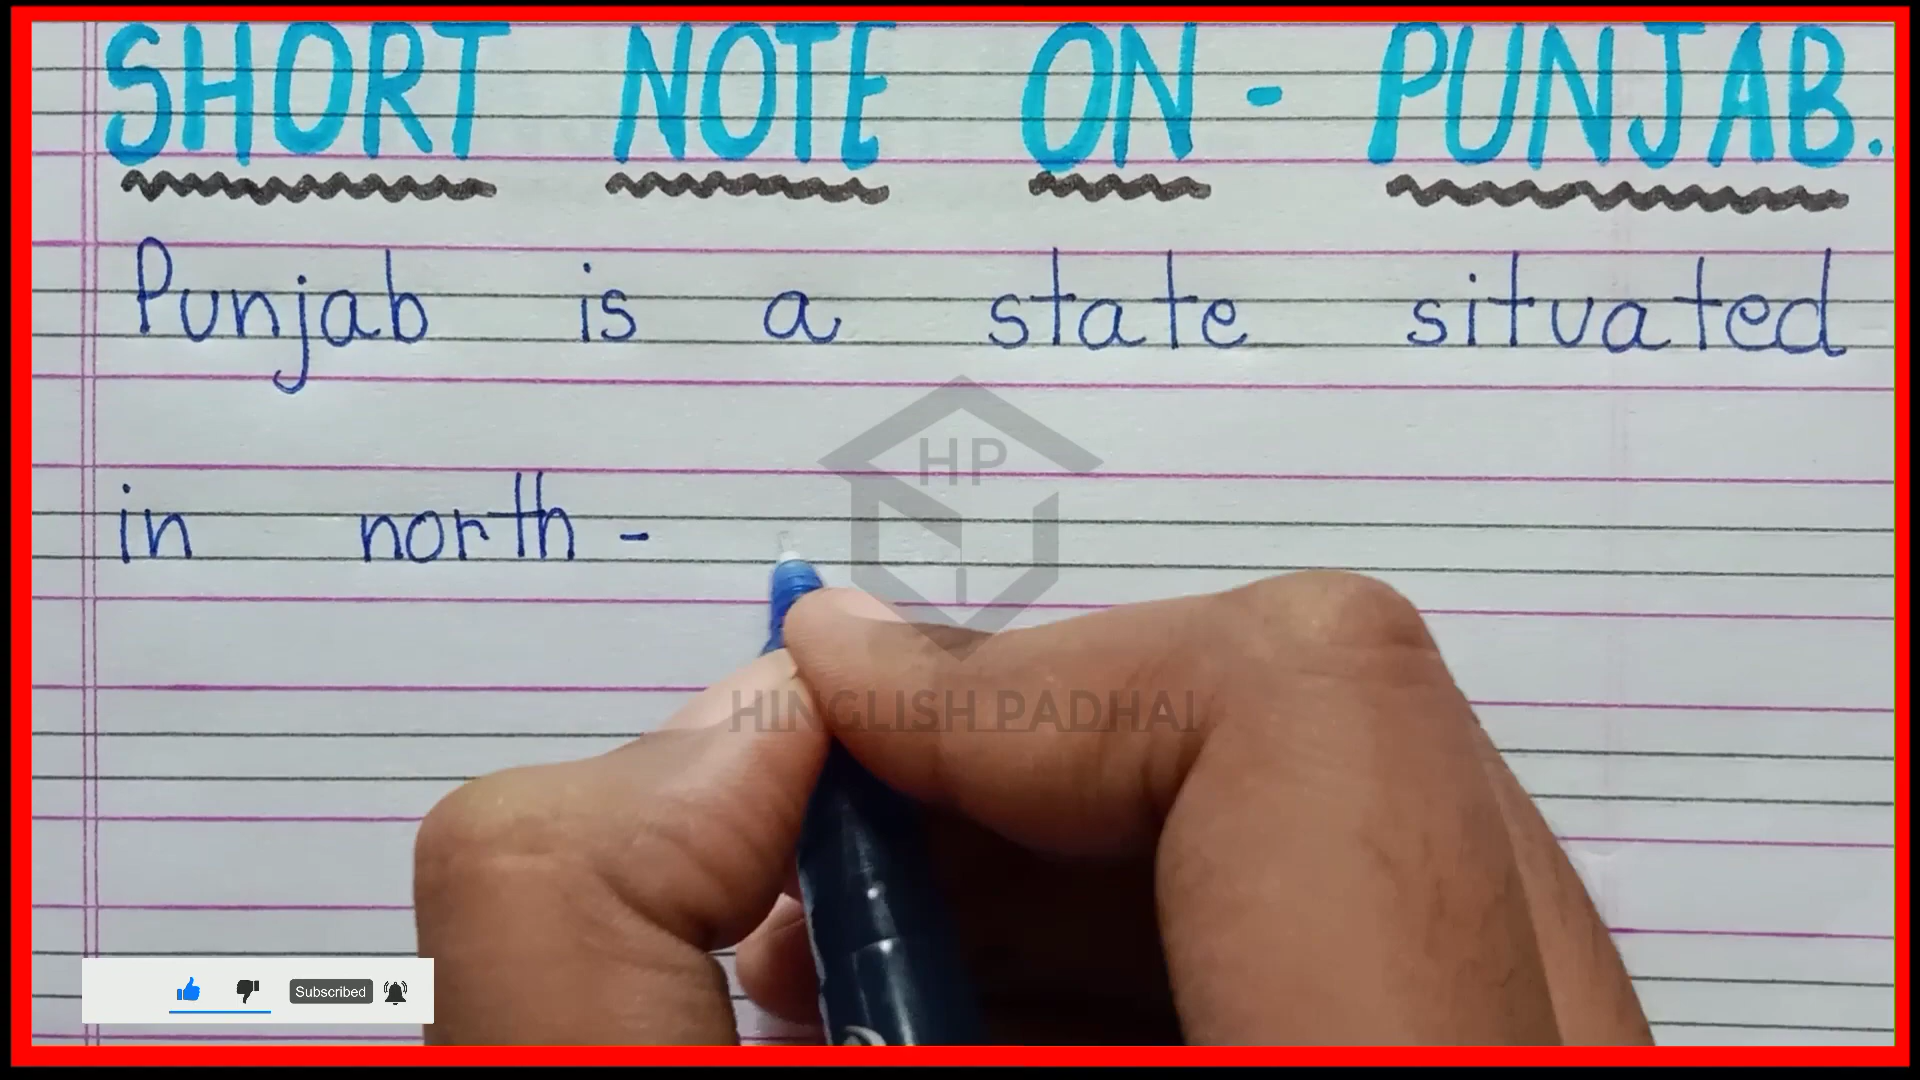 SHORT NOTE ON - PUNJAB.
Punjab is a state situated
in north -
HP
HINGLISH PADHAI
Subscribed